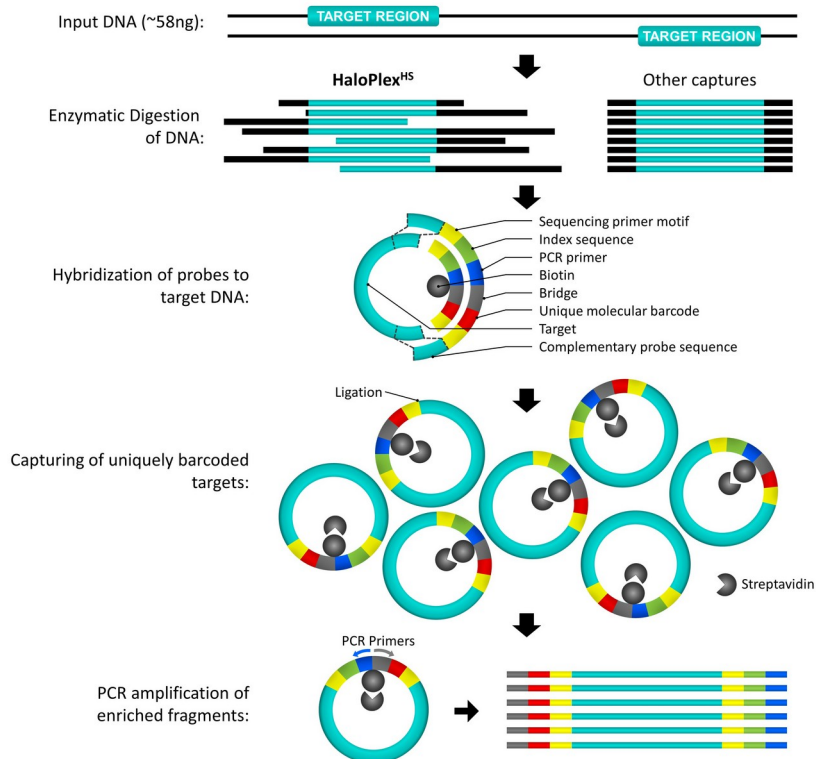 Input DNA (~58ng):
TARGET REGION
TARGET REGION
HaloPlexHS
Other captures
Enzymatic Digestion
of DNA:
Hybridization of probes to
target DNA:
Sequencing primer motif
Index sequence
PCR primer
Biotin
Bridge
Unique molecular barcode
Target
Complementary probe sequence
Ligation
Capturing of uniquely barcoded
targets:
Streptavidin
PCR Primers
PCR amplification of
enriched fragments: